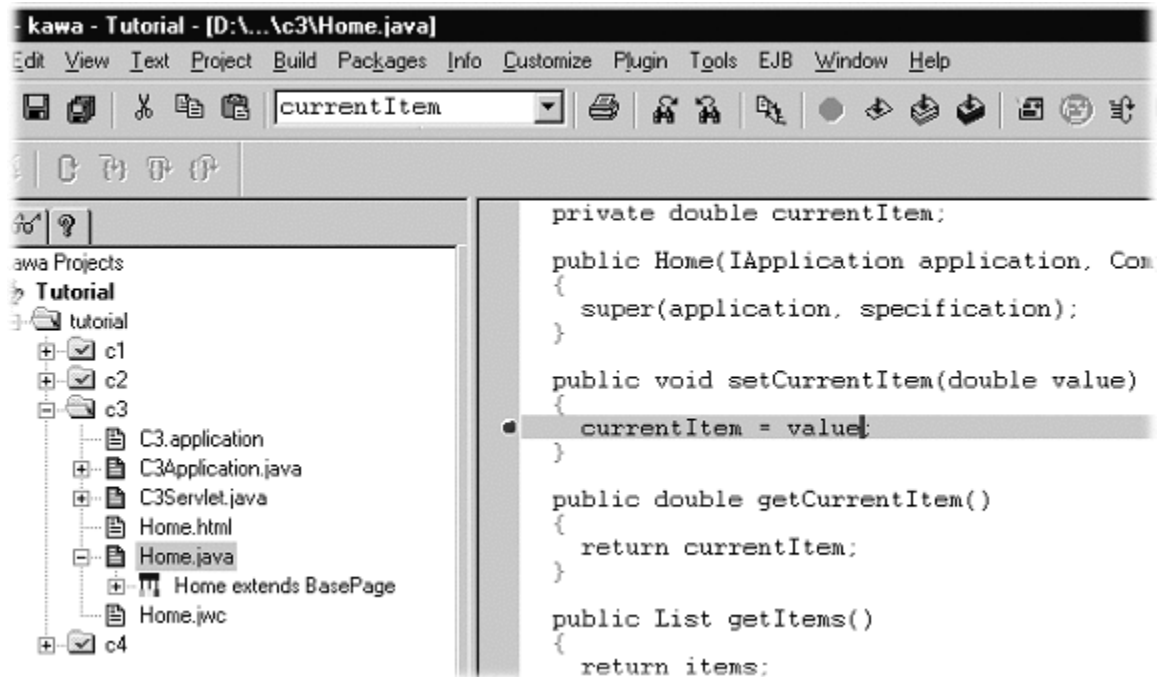 - kawa - Tutorial - [D:\...\c3\Home.java]
Edit View Text Project Build Packages Info Customize Plugin Tools EJB Window Help
currentItem
awa Projects
Tutorial
tutorial
c1
c2
c3
C3.application
C3Application.java
C3Servlet.java
Home.html
Home.java
Home extends BasePage
Home.jwc
c4
private double currentItem;
public Home(IApplication application, Com
{
super(application, specification);
}
public void setCurrentItem(double value)
{
currentItem = value;
}
public double getCurrentItem()
{
return currentItem;
}
public List getItems()
{
return items;